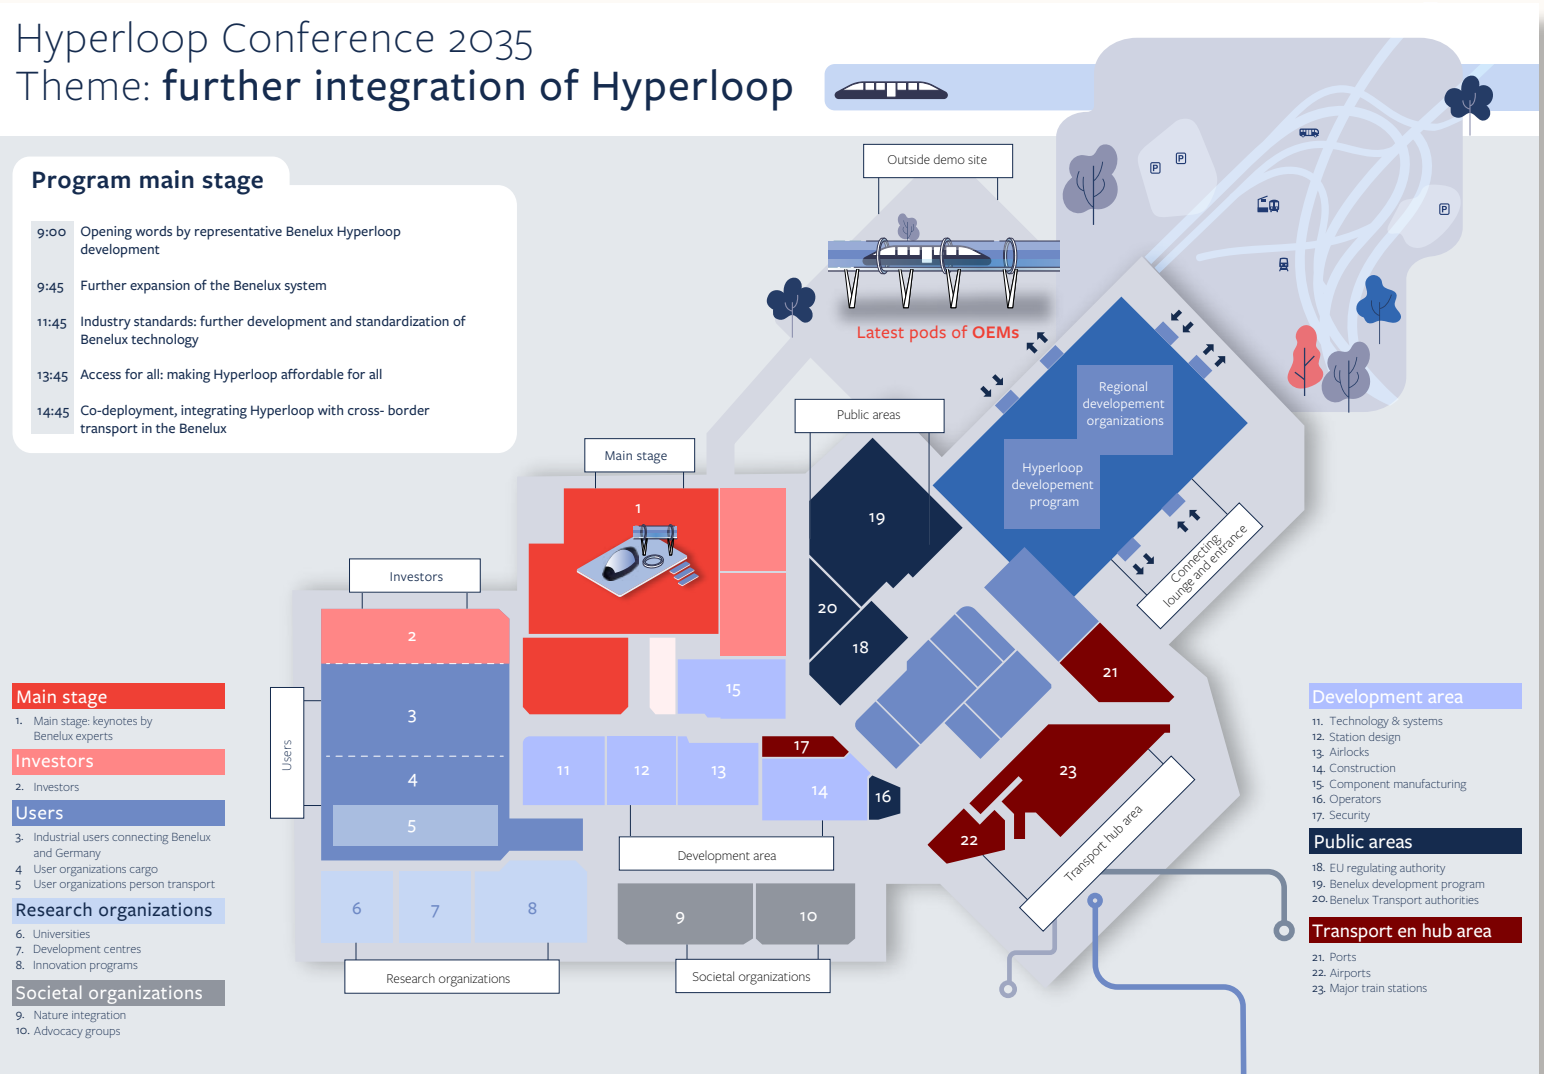 Hyperloop Conference 2035
Theme: further integration of Hyperloop
Program main stage
9:00 Opening words by representative Benelux Hyperloop
development
9:45 Further expansion of the Benelux system
11:45 Industry standards: further development and standardization of
Benelux technology
13:45 Access for all: making Hyperloop affordable for all
14:45 Co-deployment, integrating Hyperloop with cross- border
transport in the Benelux
Outside demo site
P
P
P
Latest pods of OEMs
Public areas
Main stage
Investors
Users
Regional
developement
organizations
Hyperloop
developement
program
Connecting:
lounge and entrance
1
19
20
18
2
3
4
5
15
21
11
12
13
17
14
16
23
22
Transport hub area
Development area
6
7
8
9
10
Research organizations
Societal organizations
Main stage
1. Main stage: keynotes by
Benelux experts
Investors
2. Investors
Users
3. Industrial users connecting Benelux
and Germany
4 User organizations cargo
5 User organizations person transport
Research organizations
6. Universities
7. Development centres
8. Innovation programs
Societal organizations
9. Nature integration
10. Advocacy groups
Development area
11. Technology & systems
12. Station design
13. Airlocks
14. Construction
15. Component manufacturing
16. Operators
17. Security
Public areas
18. EU regulating authority
19. Benelux development program
20. Benelux Transport authorities
Transport en hub area
21. Ports
22. Airports
23. Major train stations